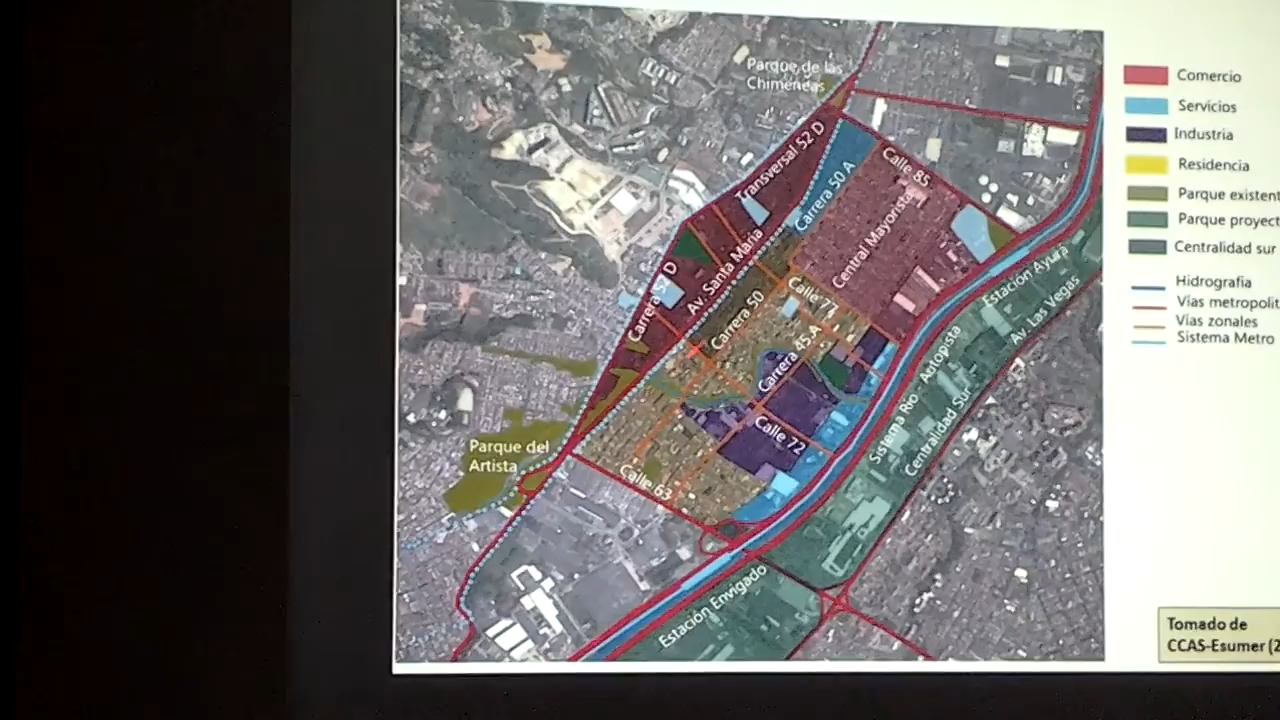 Parque de las
Chimeneas
Transversal 52 D
Carrera 50 A
Calle 85
Central Mayorista
Av. Santa María
Carrera 52 D
Carrera 50
Calle 77
Carrera 45 A
Calle 72
Calle 63
Parque del
Artista
Estación Ayurá
Av. Las Vegas
Autopista
Sistema Río
Centralidad Sur
Estación Envigado
Comercio
Servicios
Industria
Residencia
Parque existent
Parque proyect
Centralidad sur
Hidrografía
Vías metropolit
Vías zonales
Sistema Metro
Tomado de
CCAS-Esumer (2